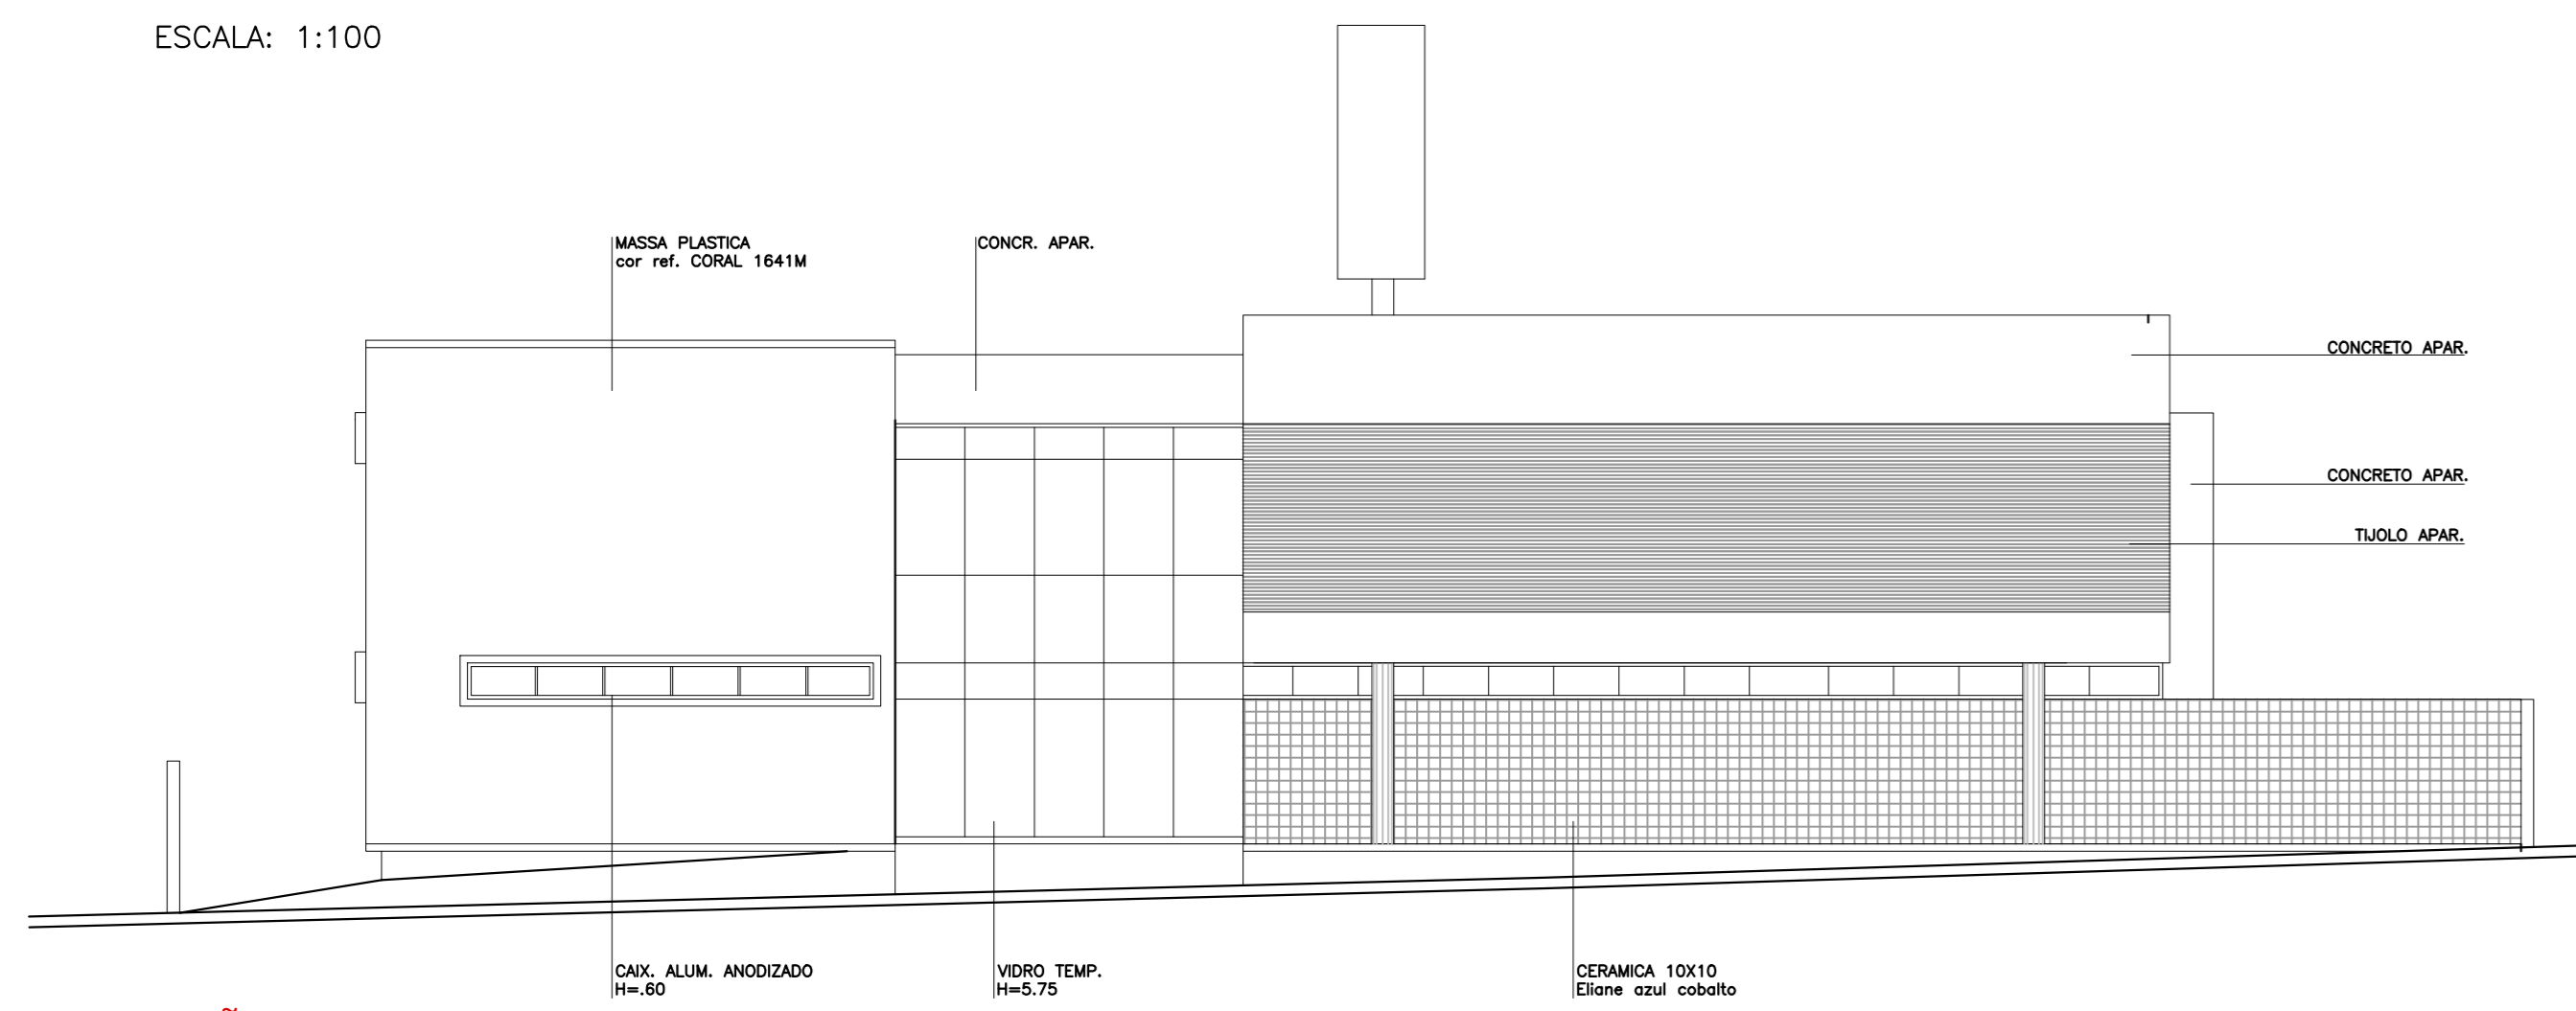 ESCALA: 1:100
MASSA PLASTICA
cor ref. CORAL 1641M
CONCR. APAR.
CONCRETO APAR.
CONCRETO APAR.
TIJOLO APAR.
CAIX. ALUM. ANODIZADO
H=.60
VIDRO TEMP.
H=5.75
CERAMICA 10X10
Eliane azul cobalto